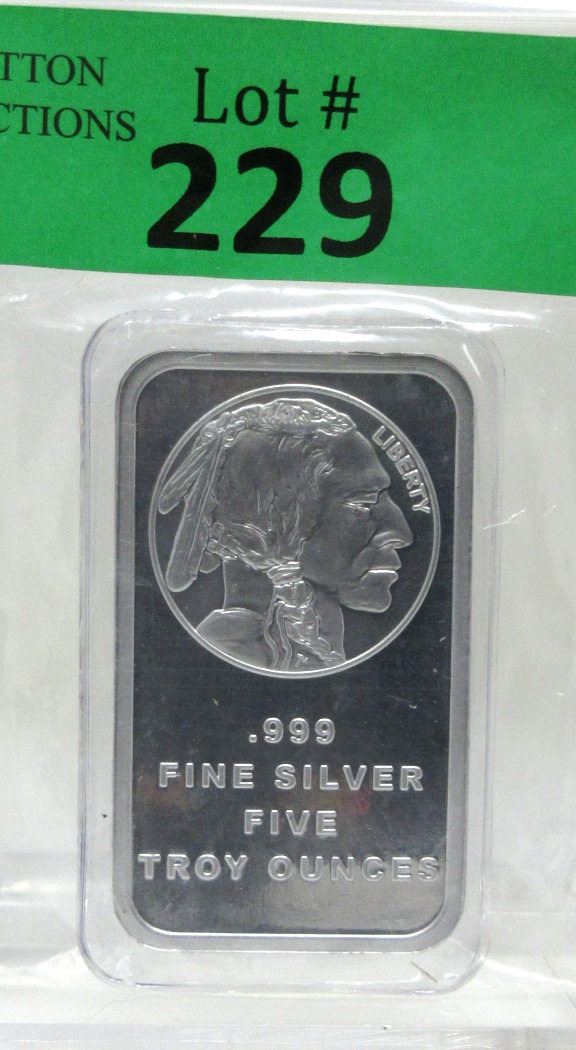 TTON
CTIONS
Lot #
229
LIBERTY
.999
FINE SILVER
FIVE
TROY OUNCES